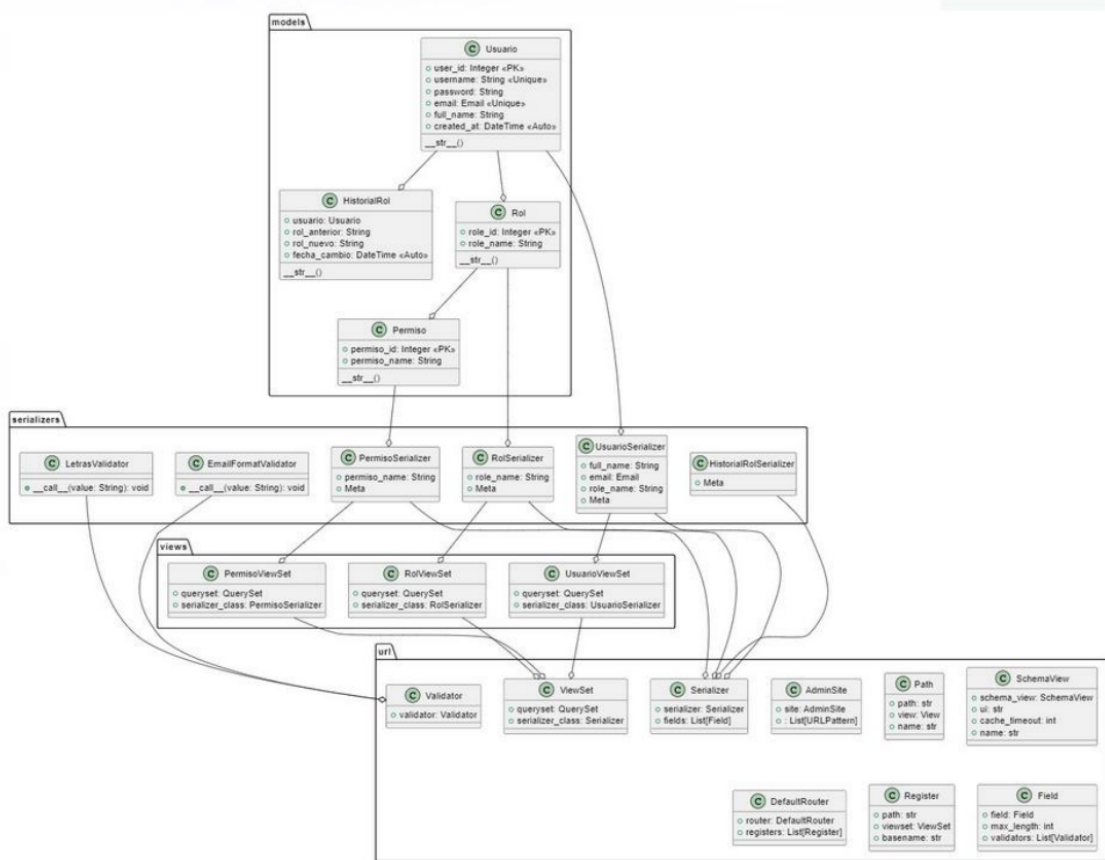 models
C Usuario
user_id: Integer «PK»
username: String «Unique»
password: String
email: Email «Unique»
full_name: String
created_at: DateTime «Auto»
__str__()
C HistorialRol
usuario: Usuario
rol_anterior: String
rol_nuevo: String
fecha_cambio: DateTime «Auto»
__str__()
C Rol
role_id: Integer «PK»
role_name: String
__str__()
C Permiso
permiso_id: Integer «PK»
permiso_name: String
__str__()
serializers
C LetrasValidator
__call__(value: String): void
C EmailFormatValidator
__call__(value: String): void
C PermisoSerializer
permiso_name: String
Meta
C RolSerializer
role_name: String
Meta
C UsuarioSerializer
full_name: String
email: Email
role_name: String
Meta
C HistorialRolSerializer
Meta
views
C PermisoViewSet
queryset: QuerySet
serializer_class: PermisoSerializer
C RolViewSet
queryset: QuerySet
serializer_class: RolSerializer
C UsuarioViewSet
queryset: QuerySet
serializer_class: UsuarioSerializer
url
C Validator
validator: Validator
C ViewSet
queryset: QuerySet
serializer_class: Serializer
C Serializer
serializer: Serializer
fields: List[Field]
C AdminSite
site: AdminSite
: List[URLPattern]
C Path
path: str
view: View
name: str
C SchemaView
schema_view: SchemaView
ui: str
cache_timeout: int
name: str
C DefaultRouter
router: DefaultRouter
registers: List[Register]
C Register
path: str
viewset: ViewSet
basename: str
C Field
field: Field
max_length: int
validators: List[Validator]